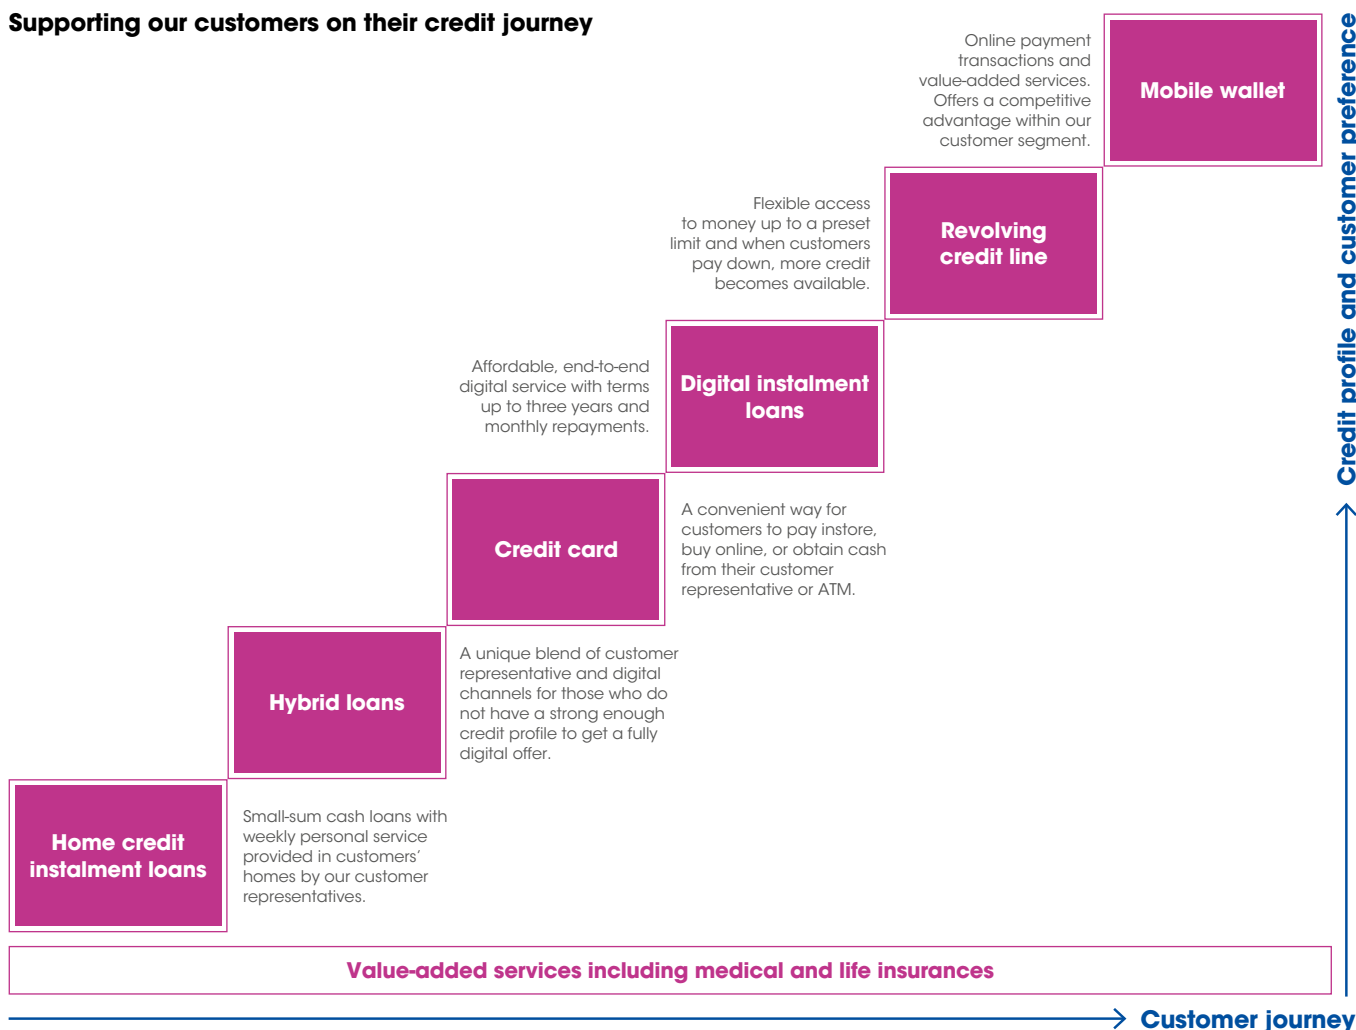 Supporting our customers on their credit journey
Online payment
transactions and
value-added services.
Offers a competitive
advantage within our
customer segment.
Mobile wallet
Flexible access
to money up to a preset
limit and when customers
pay down, more credit
becomes available.
Revolving
credit line
Affordable, end-to-end
digital service with terms
up to three years and
monthly repayments.
Digital instalment
loans
Credit card
A convenient way for
customers to pay instore,
buy online, or obtain cash
from their customer
representative or ATM.
Hybrid loans
A unique blend of customer
representative and digital
channels for those who do
not have a strong enough
credit profile to get a fully
digital offer.
Home credit
instalment loans
Small-sum cash loans with
weekly personal service
provided in customers’
homes by our customer
representatives.
Value-added services including medical and life insurances
Customer journey
Credit profile and customer preference